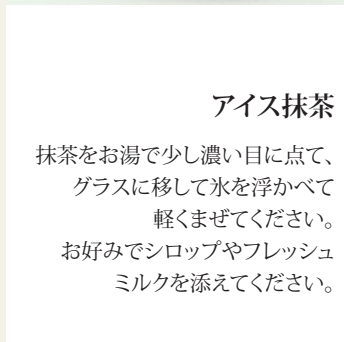 アイス抹茶
抹茶をお湯で少し濃い目に点て、
グラスに移して氷を浮かべて
軽くまぜてください。
お好みでシロップやフレッシュ
ミルクを添えてください。